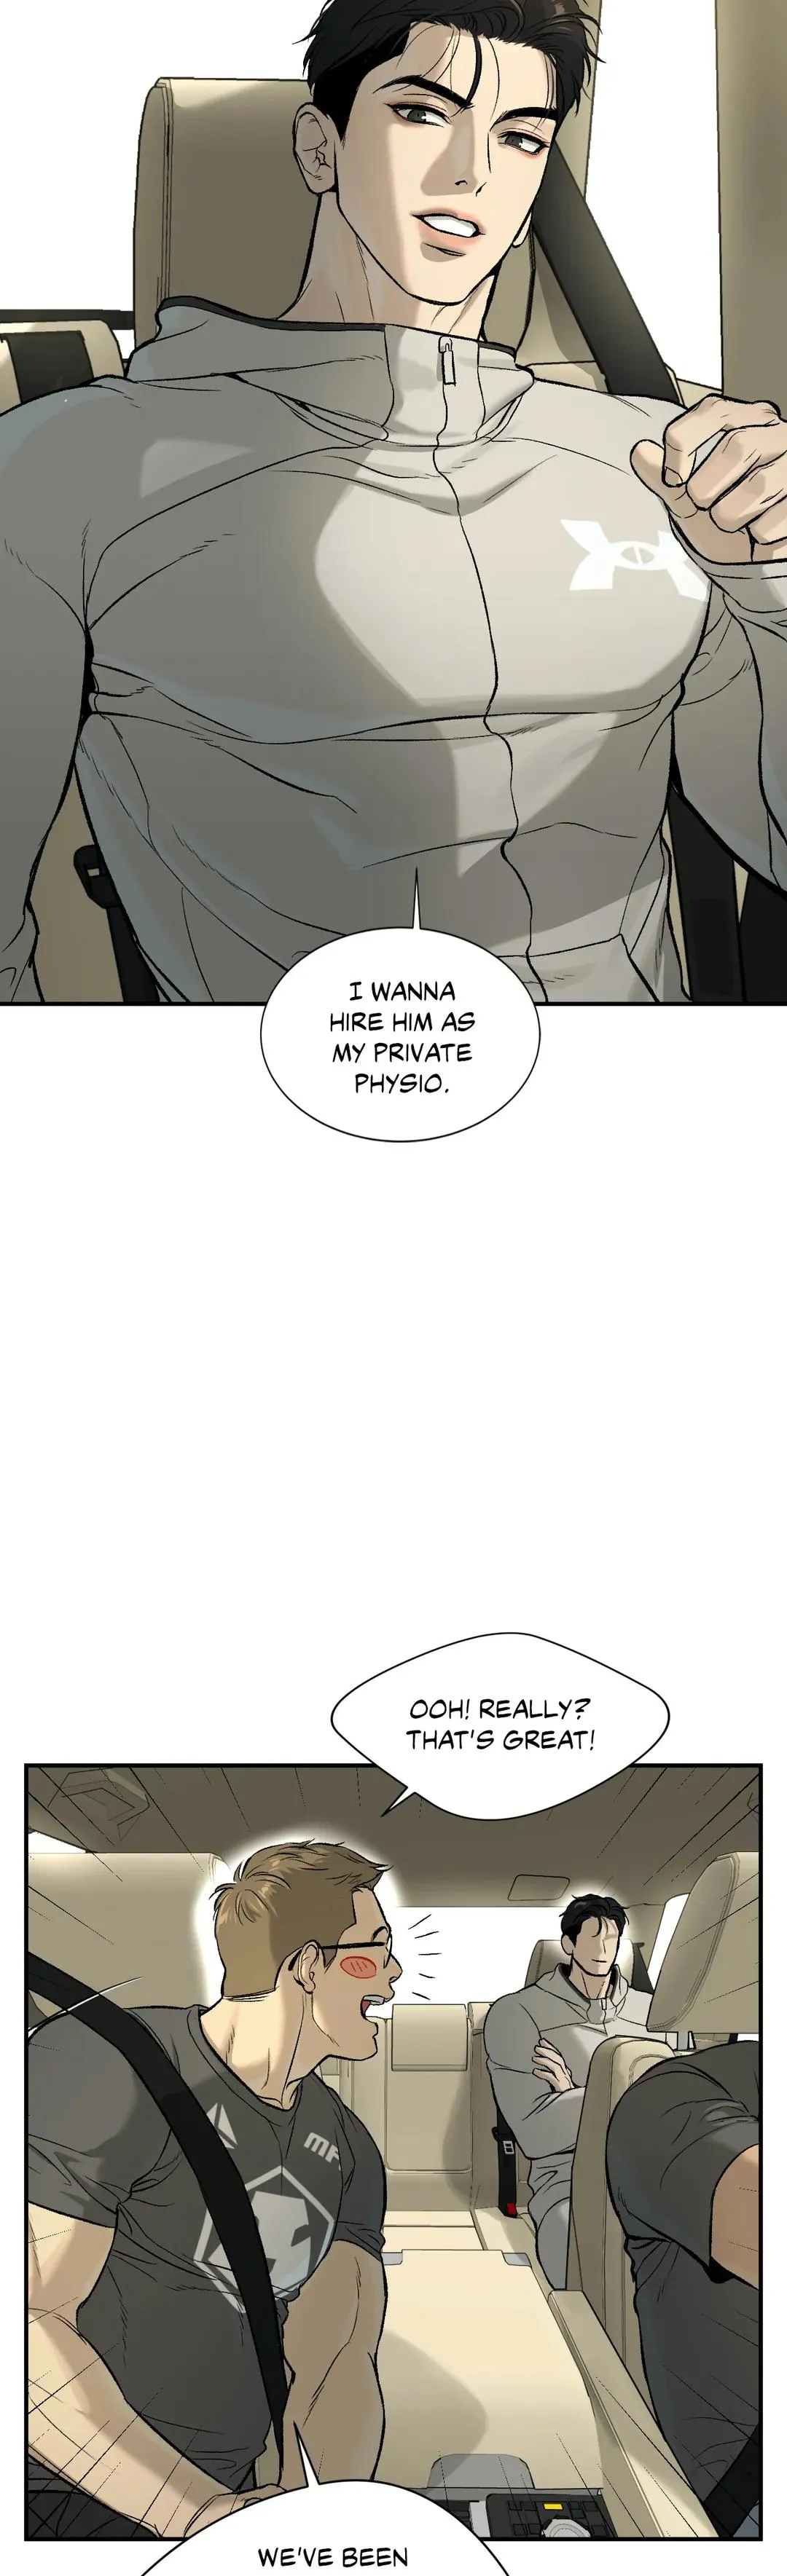 I WANNA
HIRE HIM AS
MY PRIVATE
PHYSIO.
OOH! REALLY?
THAT'S GREAT!
WE'VE BEEN